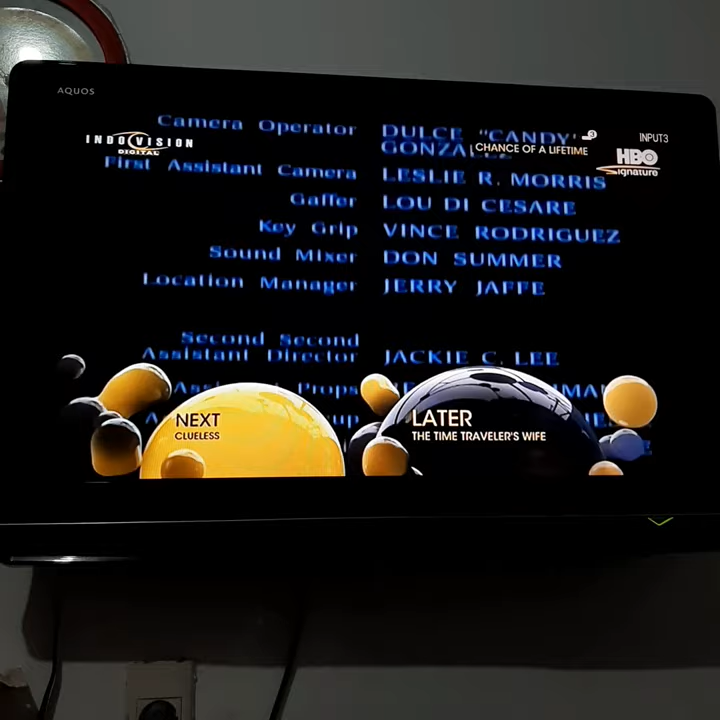 AQUOS
INDOVISION
DIGITAL
INPUT3
CHANCE OF A LIFETIME
HBO
Signature
Camera Operator DULCE "CANDY"
First Assistant Camera LESLIE R. MORRIS
Gaffer LOU DI CESARE
Key Grip VINCE RODRIGUEZ
Sound Mixer DON SUMMER
Location Manager JERRY JAFFE
Second Second
Assistant Director JACKIE C. LEE
Props
NEXT
CLUELESS
LATER
THE TIME TRAVELER'S WIFE